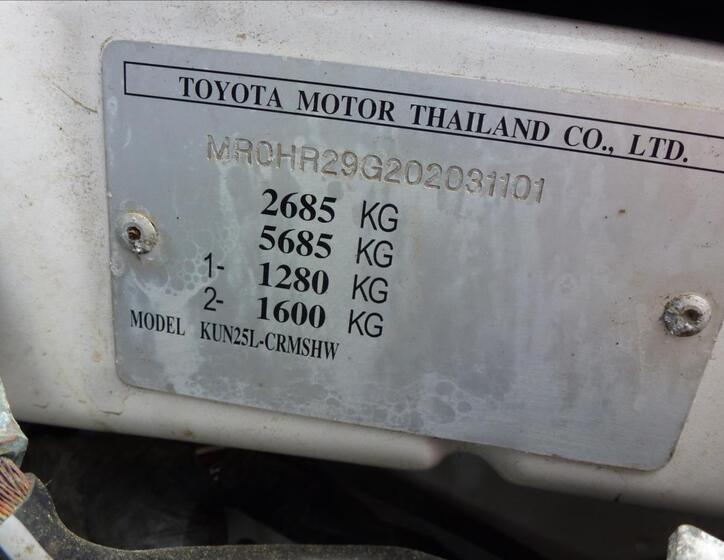 TOYOTA MOTOR THAILAND CO., LTD.
MR0HR29G202031101
2685 KG
5685 KG
1- 1280 KG
2- 1600 KG
MODEL KUN25L-CRMSHW